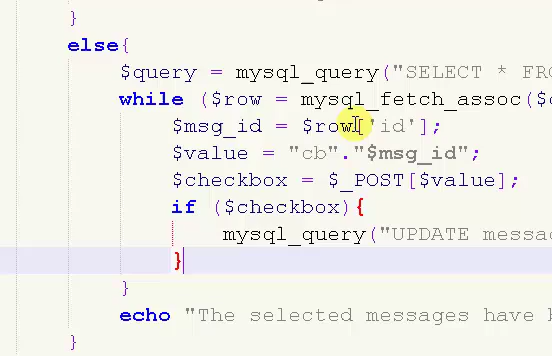 }
else{
$query = mysql_query("SELECT * FRO
while ($row = mysql_fetch_assoc($
$msg_id = $row['id'];
$value = "cb"."$msg_id";
$checkbox = $_POST[$value];
if ($checkbox){
mysql_query("UPDATE messa
}
}
echo "The selected messages have
}